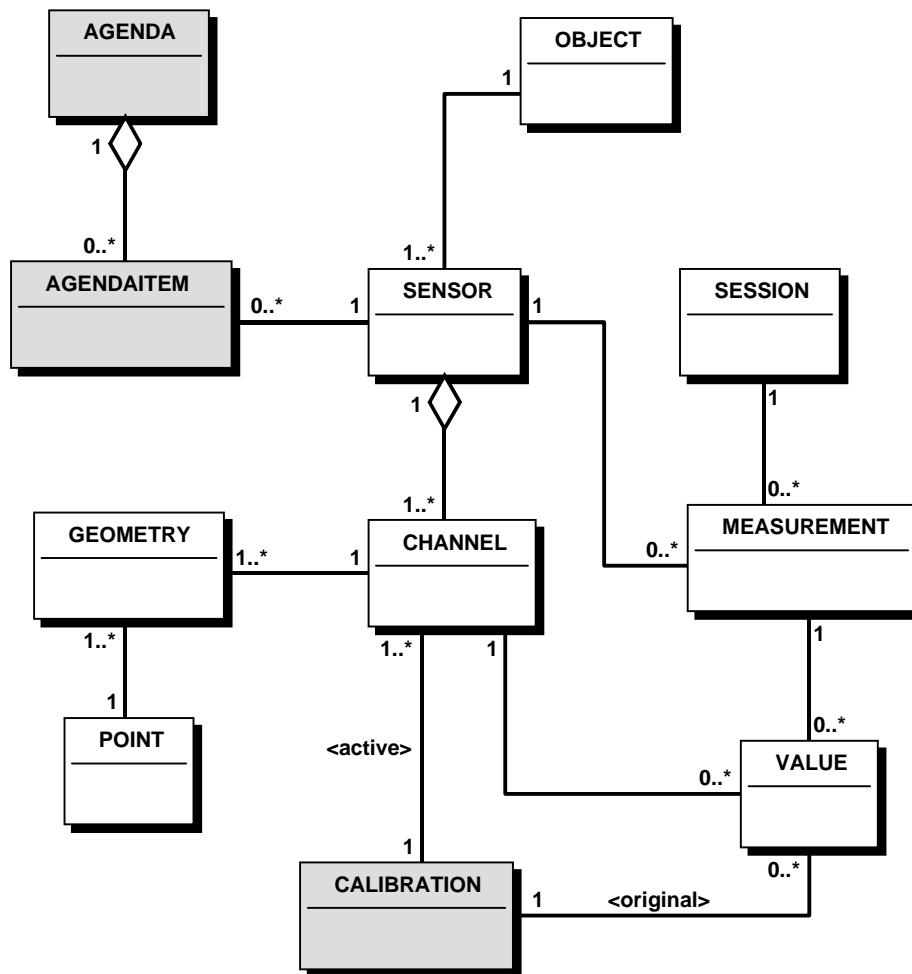 AGENDA
OBJECT
1
1
0..*
1..*
AGENDAITEM
SENSOR
SESSION
0..*
1
1
1
1
1..*
0..*
GEOMETRY
CHANNEL
MEASUREMENT
1..*
1
0..*
1..*
1..*
1
1
1
POINT
<active>
0..*
VALUE
0..*
1
0..*
CALIBRATION
1
<original>